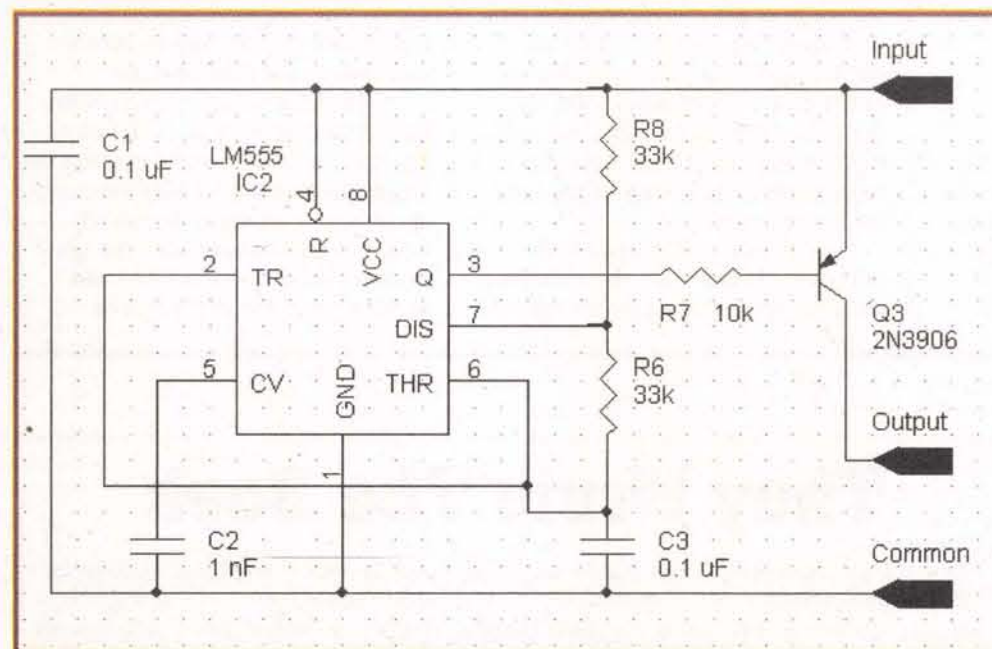 Input
C1
0.1 uF
LM555
IC2
R8
33k
4
8
R
VCC
2
TR
Q
3
R7 10k
Q3
2N3906
DIS
7
5
CV
GND
THR
6
R6
33k
1
Output
C2
1 nF
C3
0.1 uF
Common